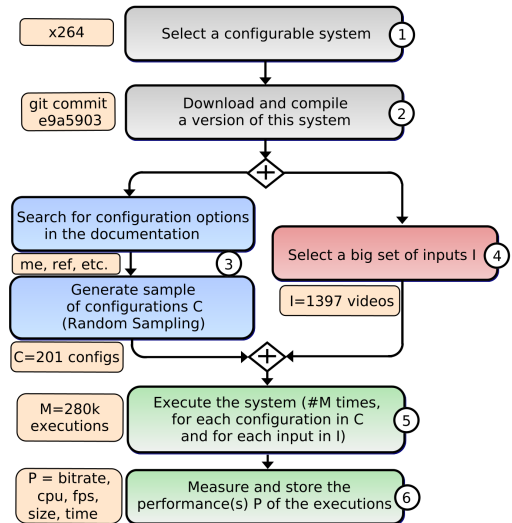 x264
Select a configurable system
1
git commit
e9a5903
Download and compile
a version of this system
2
+
Search for configuration options
in the documentation
me, ref, etc.
3
Generate sample
of configurations C
(Random Sampling)
C=201 configs
Select a big set of inputs I
4
I=1397 videos
+
M=280k
executions
Execute the system (#M times,
for each configuration in C
and for each input in I)
5
P = bitrate,
cpu, fps,
size, time
Measure and store the
performance(s) P of the executions
6